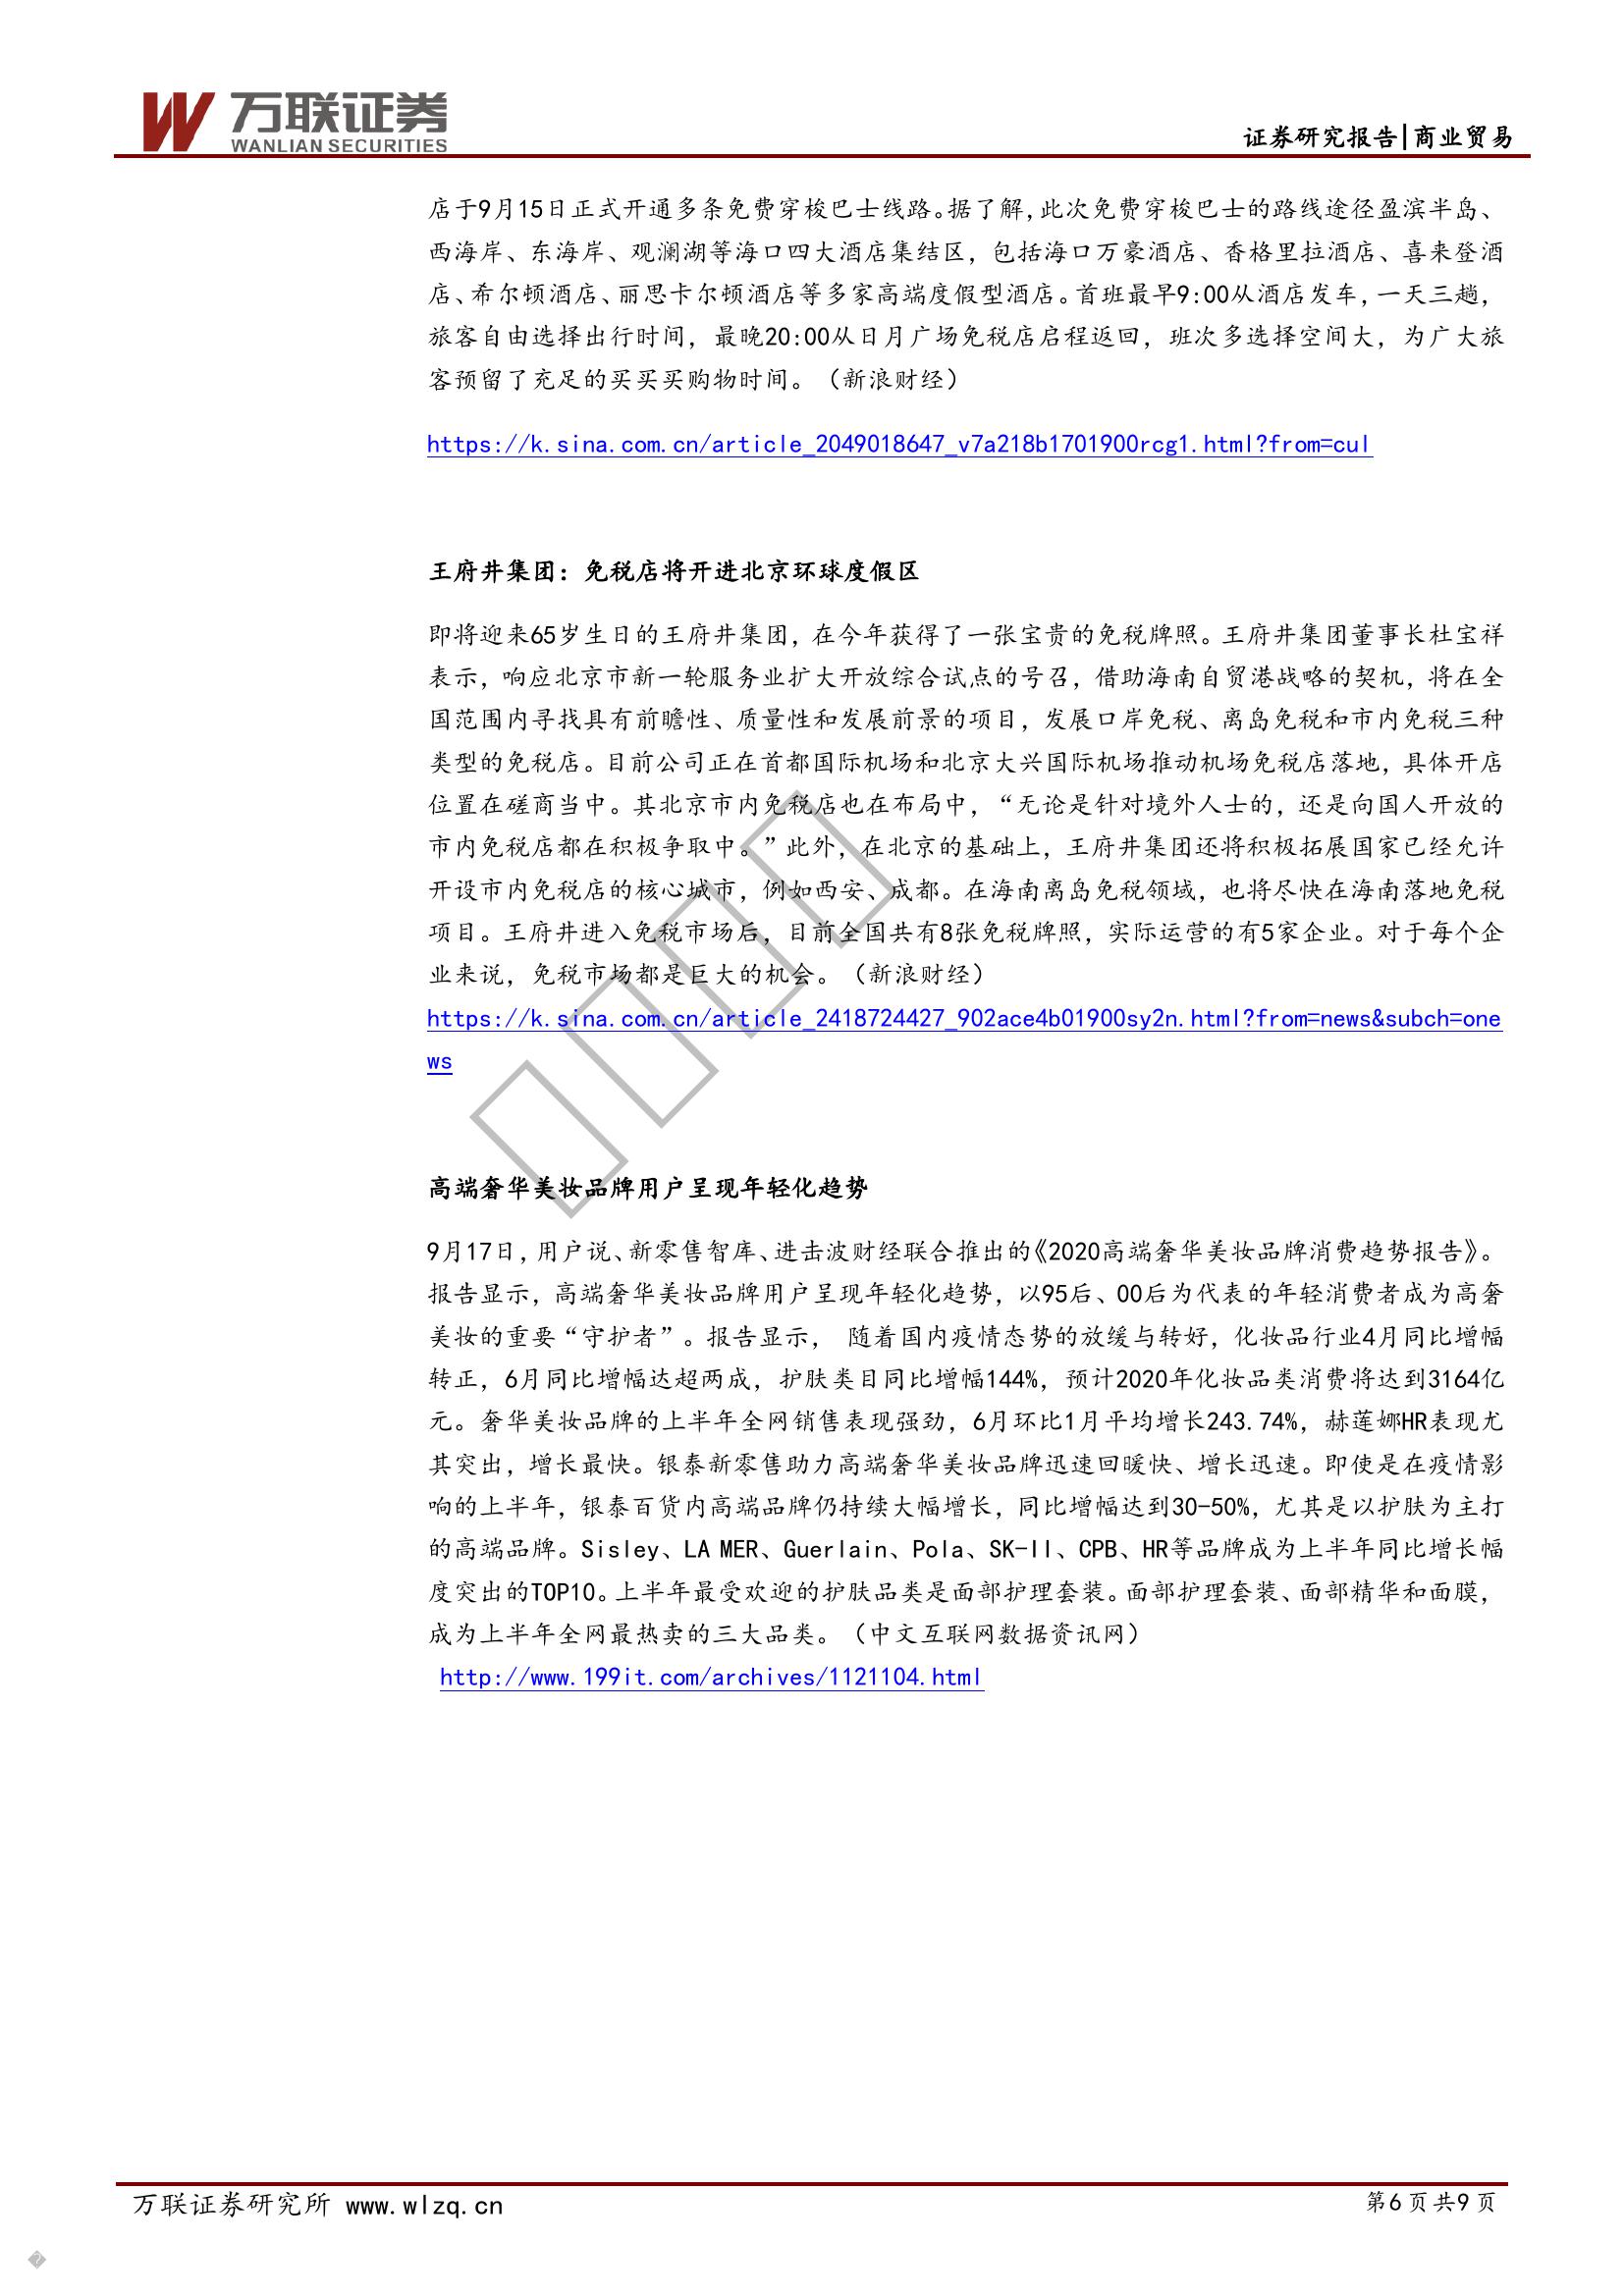 万联证券
WANLIAN SECURITIES
证券研究报告|商业贸易
店于9月15日正式开通多条免费穿梭巴士线路。据了解，此次免费穿梭巴士的路线途径盈滨半岛、
西海岸、东海岸、观澜湖等海口四大酒店集结区，包括海口万豪酒店、香格里拉酒店、喜来登酒
店、希尔顿酒店、丽思卡尔顿酒店等多家高端度假型酒店。首班最早9:00从酒店发车，一天三趟，
旅客自由选择出行时间，最晚20:00从日月广场免税店启程返回，班次多选择空间大，为广大旅
客预留了充足的买买买购物时间。（新浪财经）
https://k.sina.com.cn/article_2049018647_v7a218b1701900rcg1.html?from=cul
王府井集团：免税店将开进北京环球度假区
即将迎来65岁生日的王府井集团，在今年获得了一张宝贵的免税牌照。王府井集团董事长杜宝祥
表示，响应北京市新一轮服务业扩大开放综合试点的号召，借助海南自贸港战略的契机，将在全
国范围内寻找具有前瞻性、质量性和发展前景的项目，发展口岸免税、离岛免税和市内免税三种
类型的免税店。目前公司正在首都国际机场和北京大兴国际机场推动机场免税店落地，具体开店
位置在磋商当中。其北京市内免税店也在布局中，“无论是针对境外人士的，还是向国人开放的
市内免税店都在积极争取中。”此外，在北京的基础上，王府井集团还将积极拓展国家已经允许
开设市内免税店的核心城市，例如西安、成都。在海南离岛免税领域，也将尽快在海南落地免税
项目。王府井进入免税市场后，目前全国共有8张免税牌照，实际运营的有5家企业。对于每个企
业来说，免税市场都是巨大的机会。（新浪财经）
https://k.sina.com.cn/article_2418724427_902ace4b01900sy2n.html?from=news&subch=one
ws
高端奢华美妆品牌用户呈现年轻化趋势
9月17日，用户说、新零售智库、进击波财经联合推出的《2020高端奢华美妆品牌消费趋势报告》。
报告显示，高端奢华美妆品牌用户呈现年轻化趋势，以95后、00后为代表的年轻消费者成为高奢
美妆的重要“守护者”。报告显示， 随着国内疫情态势的放缓与转好，化妆品行业4月同比增幅
转正，6月同比增幅达超两成，护肤类目同比增幅144%，预计2020年化妆品类消费将达到3164亿
元。奢华美妆品牌的上半年全网销售表现强劲，6月环比1月平均增长243.74%，赫莲娜HR表现尤
其突出，增长最快。银泰新零售助力高端奢华美妆品牌迅速回暖快、增长迅速。即使是在疫情影
响的上半年，银泰百货内高端品牌仍持续大幅增长，同比增幅达到30-50%，尤其是以护肤为主打
的高端品牌。Sisley、LA MER、Guerlain、Pola、SK-II、CPB、HR等品牌成为上半年同比增长幅
度突出的TOP10。上半年最受欢迎的护肤品类是面部护理套装。面部护理套装、面部精华和面膜，
成为上半年全网最热卖的三大品类。（中文互联网数据资讯网）
http://www.199it.com/archives/1121104.html
万联证券研究所 www.wlzq.cn
第6页共9页